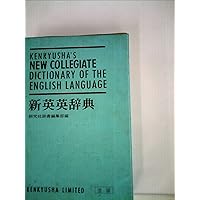 KENKYUSHA'S
NEW COLLEGIATE
DICTIONARY OF THE
ENGLISH LANGUAGE
新英英辞典
研究社辞書編集部編
KENKYUSHA LIMITED